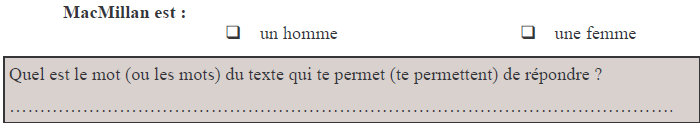 MacMillan est :
❑ un homme ❑ une femme
Quel est le mot (ou les mots) du texte qui te permet (te permettent) de répondre ?
……………………………………………………………………………………………